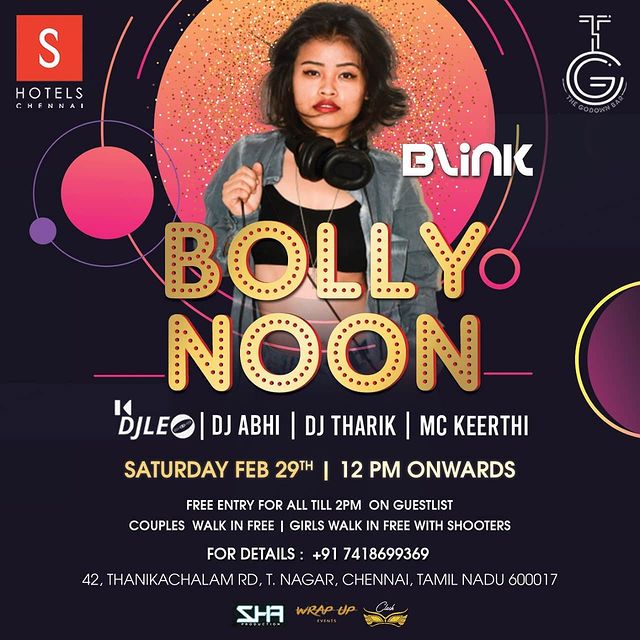 S
HOTELS
CHENNAI
TG
THE GODOWN BAR
BLiNK
BOLLY
NOON
DJLEO | DJ ABHI | DJ THARIK | MC KEERTHI
SATURDAY FEB 29TH | 12 PM ONWARDS
FREE ENTRY FOR ALL TILL 2PM ON GUESTLIST
COUPLES WALK IN FREE | GIRLS WALK IN FREE WITH SHOOTERS
FOR DETAILS : +91 7418699369
42, THANIKACHALAM RD, T. NAGAR, CHENNAI, TAMIL NADU 600017
SHA PRODUCTION
WRAP UP EVENTS